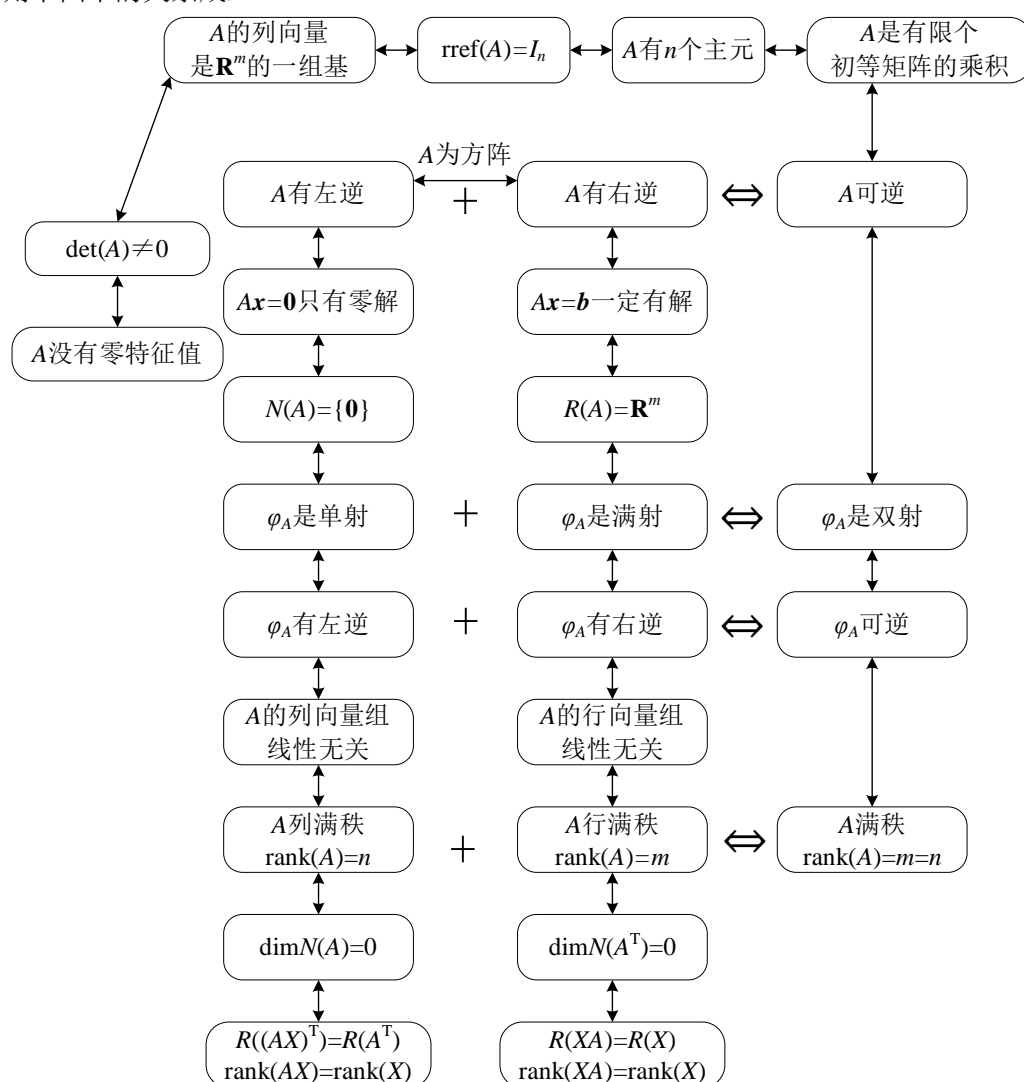 A的列向量
是R^m的一组基
rref(A)=I_n
A有n个主元
A是有限个
初等矩阵的乘积
A为方阵
A有左逆
+
A有右逆
⇔
A可逆
det(A)≠0
Ax=0只有零解
Ax=b一定有解
A没有零特征值
N(A)={0}
R(A)=R^m
φ_A是单射
+
φ_A是满射
⇔
φ_A是双射
φ_A有左逆
+
φ_A有右逆
⇔
φ_A可逆
A的列向量组
线性无关
A的行向量组
线性无关
A列满秩
rank(A)=n
+
A行满秩
rank(A)=m
⇔
A满秩
rank(A)=m=n
dimN(A)=0
dimN(A^T)=0
R((AX)^T)=R(A^T)
rank(AX)=rank(X)
R(XA)=R(X)
rank(XA)=rank(X)